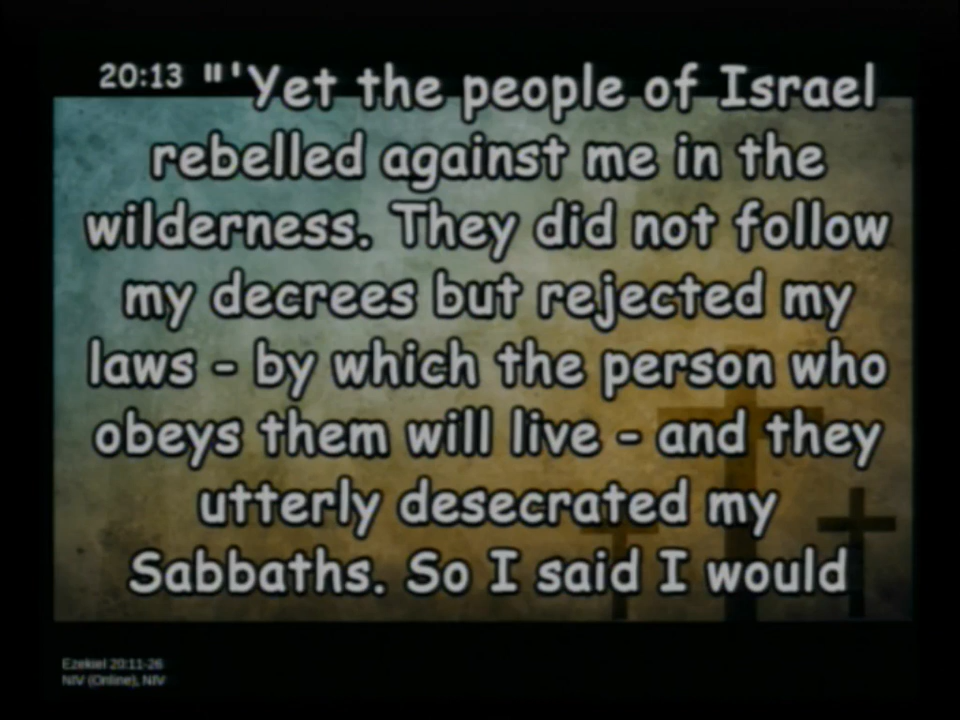 20:13 "'Yet the people of Israel
rebelled against me in the
wilderness. They did not follow
my decrees but rejected my
laws – by which the person who
obeys them will live – and they
utterly desecrated my
Sabbaths. So I said I would
Ezekiel 20:11-26
NIV (Online), NIV